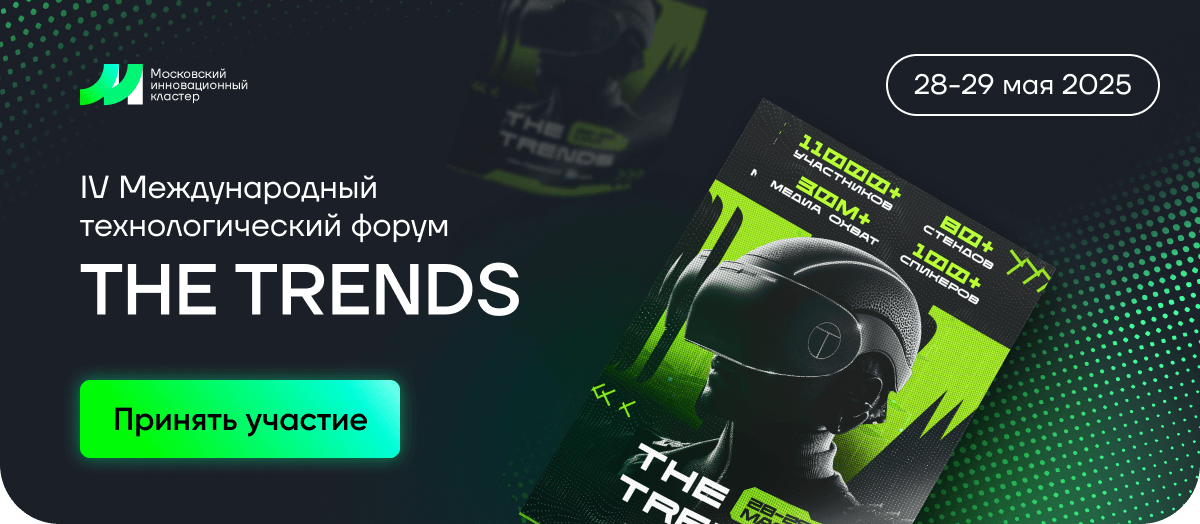 Московский
инновационный
кластер
28-29 мая 2025
IV Международный
технологический форум
THE TRENDS
Принять участие
11000+
УЧАСТНИКОВ
30М+
МЕДИА ОХВАТ
80+
СТЕНДОВ
100+
СПИКЕРОВ
THE
THE
TRENDS